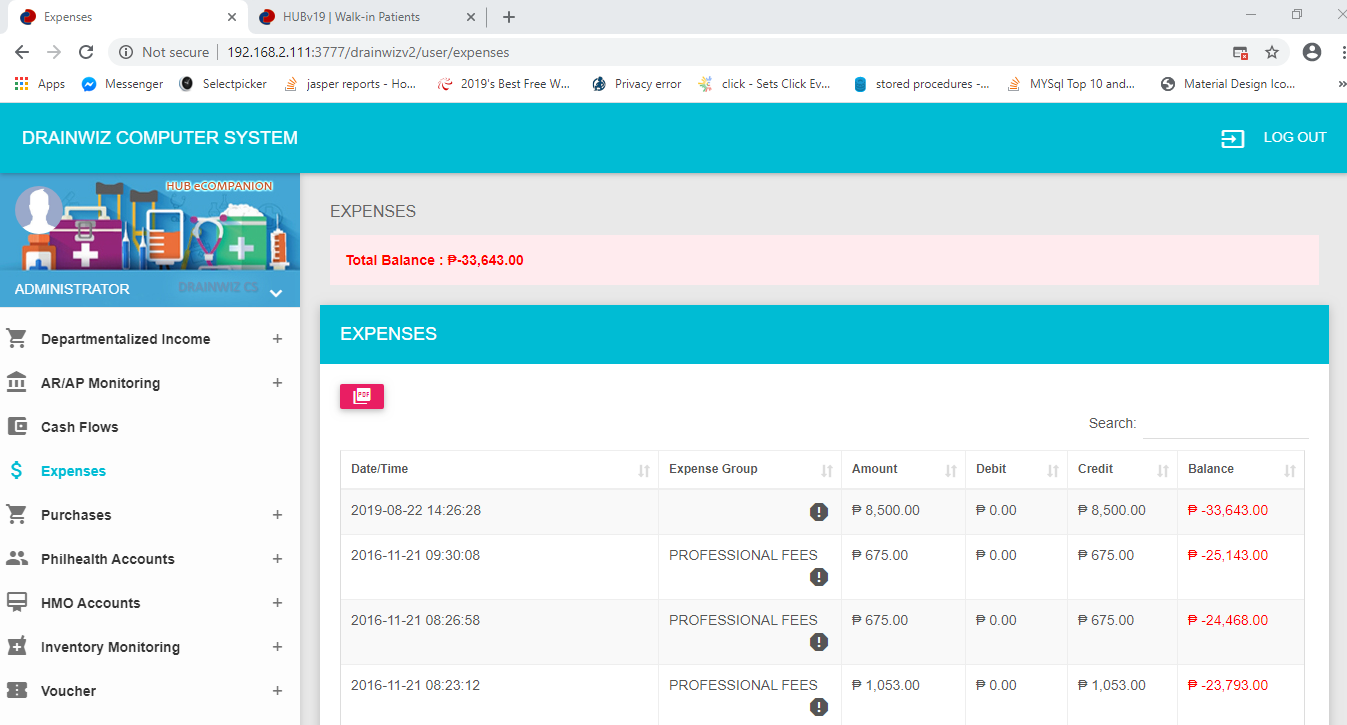 Expenses
HUBv19 | Walk-in Patients
Not secure | 192.168.2.111:3777/drainwizv2/user/expenses
Apps Messenger Selectpicker jasper reports - Ho... 2019's Best Free W... Privacy error click - Sets Click Ev... stored procedures -... MYSql Top 10 and... Material Design Ico... »
DRAINWIZ COMPUTER SYSTEM
LOG OUT
HUB eCOMPANION
ADMINISTRATOR
DRAINWIZ CS
Departmentalized Income +
AR/AP Monitoring +
Cash Flows
$ Expenses
Purchases +
Philhealth Accounts +
HMO Accounts +
Inventory Monitoring +
Voucher +
EXPENSES
Total Balance : ₱-33,643.00
EXPENSES
PDF
Search:
Date/Time Expense Group Amount Debit Credit Balance
2019-08-22 14:26:28 ! ₱ 8,500.00 ₱ 0.00 ₱ 8,500.00 ₱ -33,643.00
2016-11-21 09:30:08 PROFESSIONAL FEES ! ₱ 675.00 ₱ 0.00 ₱ 675.00 ₱ -25,143.00
2016-11-21 08:26:58 PROFESSIONAL FEES ! ₱ 675.00 ₱ 0.00 ₱ 675.00 ₱ -24,468.00
2016-11-21 08:23:12 PROFESSIONAL FEES ! ₱ 1,053.00 ₱ 0.00 ₱ 1,053.00 ₱ -23,793.00